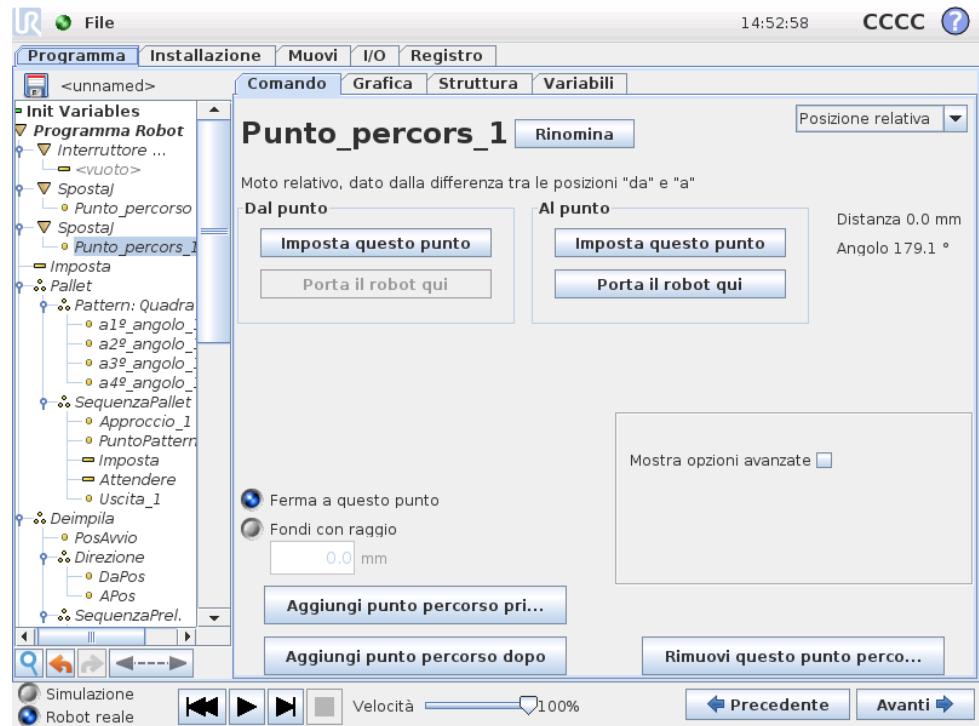 UR File 14:52:58 CCCC ?
Programma Installazione Muovi I/O Registro
<unnamed>
Comando Grafica Struttura Variabili
Init Variables
Programma Robot
Interruttore ...
<vuoto>
SpostaJ
Punto_percorso
SpostaJ
Punto_percors_1
Imposta
Pallet
Pattern: Quadra
a1º_angolo_1
a2º_angolo_1
a3º_angolo_1
a4º_angolo_1
SequenzaPallet
Approccio_1
PuntoPattern
Imposta
Attendere
Uscita_1
Deimpila
PosAvvio
Direzione
DaPos
APos
SequenzaPrel.
Punto_percors_1 Rinomina
Posizione relativa
Moto relativo, dato dalla differenza tra le posizioni "da" e "a"
Dal punto
Imposta questo punto
Porta il robot qui
Al punto
Imposta questo punto
Porta il robot qui
Distanza 0.0 mm
Angolo 179.1 °
Mostra opzioni avanzate
Ferma a questo punto
Fondi con raggio
0.0 mm
Aggiungi punto percorso pri...
Aggiungi punto percorso dopo
Rimuovi questo punto perco...
Simulazione
Robot reale
Velocità 100%
Precedente
Avanti